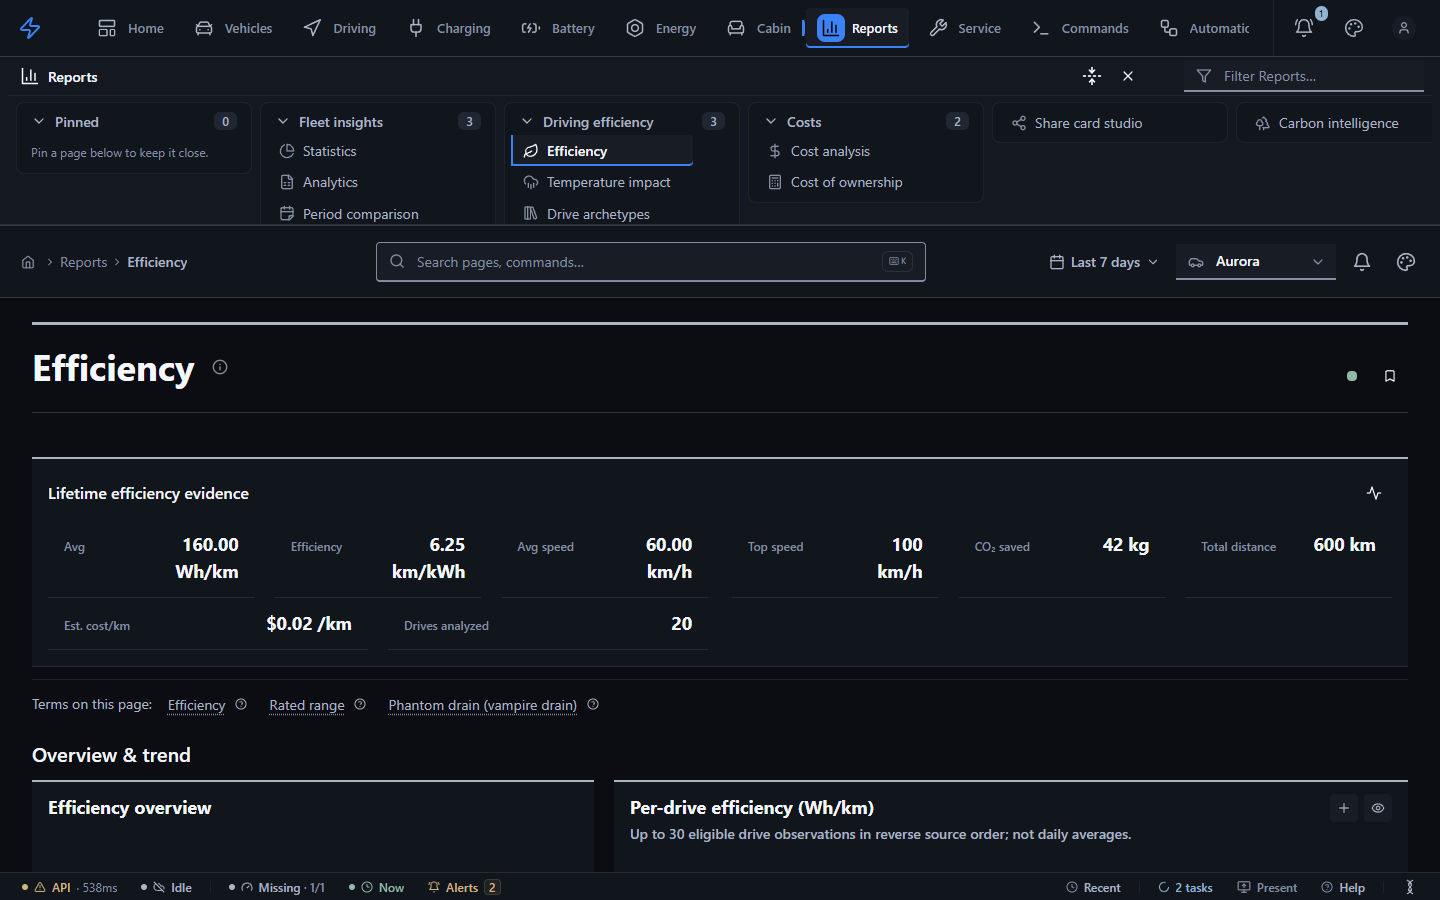 Home
Vehicles
Driving
Charging
Battery
Energy
Cabin
Reports
Service
Commands
Automatic
1
Reports
Filter Reports...
Pinned 0
Pin a page below to keep it close.
Fleet insights 3
Statistics
Analytics
Period comparison
Driving efficiency 3
Efficiency
Temperature impact
Drive archetypes
Costs 2
Cost analysis
Cost of ownership
Share card studio
Carbon intelligence
Reports > Efficiency
Search pages, commands... K
Last 7 days
Aurora
Efficiency
Lifetime efficiency evidence
Avg 160.00 Wh/km
Efficiency 6.25 km/kWh
Avg speed 60.00 km/h
Top speed 100 km/h
CO₂ saved 42 kg
Total distance 600 km
Est. cost/km $0.02 /km
Drives analyzed 20
Terms on this page: Efficiency Rated range Phantom drain (vampire drain)
Overview & trend
Efficiency overview
Per-drive efficiency (Wh/km)
Up to 30 eligible drive observations in reverse source order; not daily averages.
API · 538ms
Idle
Missing · 1/1
Now
Alerts 2
Recent
2 tasks
Present
Help